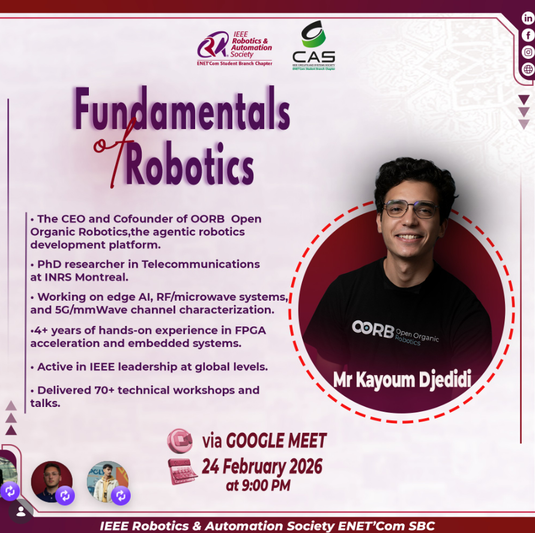 IEEE
Robotics &
Automation
Society
ENET'Com Student Branch Chapter
CAS
Fundamentals
of
Robotics
• The CEO and Cofounder of OORB Open
Organic Robotics,the agentic robotics
development platform.
• PhD researcher in Telecommunications
at INRS Montreal.
• Working on edge AI, RF/microwave systems,
and 5G/mmWave channel characterization.
•4+ years of hands-on experience in FPGA
acceleration and embedded systems.
• Active in IEEE leadership at global levels.
• Delivered 70+ technical workshops and
talks.
OORB Open Organic
Robotics
Mr Kayoum Djedidi
via GOOGLE MEET
24 February 2026
at 9:00 PM
IEEE Robotics & Automation Society ENET'Com SBC